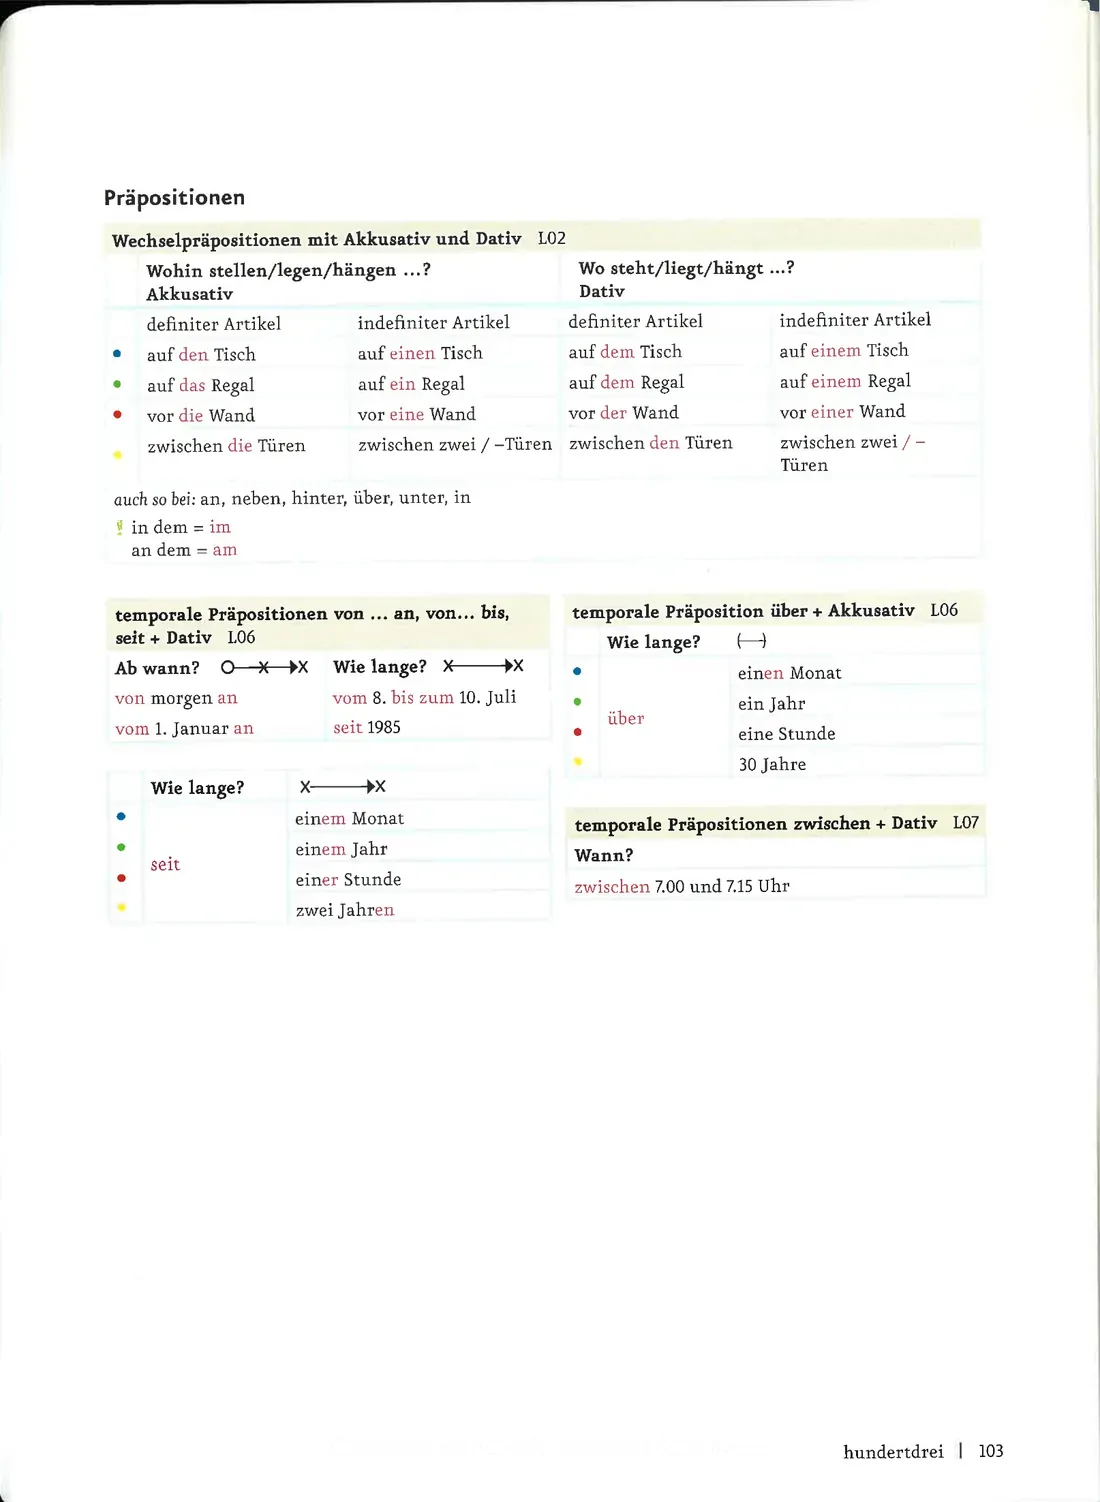 Präpositionen
Wechselpräpositionen mit Akkusativ und Dativ L02
Wohin stellen/legen/hängen ...? Wo steht/liegt/hängt ...?
Akkusativ Dativ
definiter Artikel indefiniter Artikel definiter Artikel indefiniter Artikel
auf den Tisch auf einen Tisch auf dem Tisch auf einem Tisch
auf das Regal auf ein Regal auf dem Regal auf einem Regal
vor die Wand vor eine Wand vor der Wand vor einer Wand
zwischen die Türen zwischen zwei / –Türen zwischen den Türen zwischen zwei / –
Türen
auch so bei: an, neben, hinter, über, unter, in
! in dem = im
an dem = am
temporale Präpositionen von ... an, von... bis,
seit + Dativ L06
Ab wann? Wie lange?
von morgen an vom 8. bis zum 10. Juli
vom 1. Januar an seit 1985
Wie lange?
einem Monat
einem Jahr
seit
einer Stunde
zwei Jahren
temporale Präposition über + Akkusativ L06
Wie lange?
einen Monat
ein Jahr
über
eine Stunde
30 Jahre
temporale Präpositionen zwischen + Dativ L07
Wann?
zwischen 7.00 und 7.15 Uhr
hundertdrei | 103